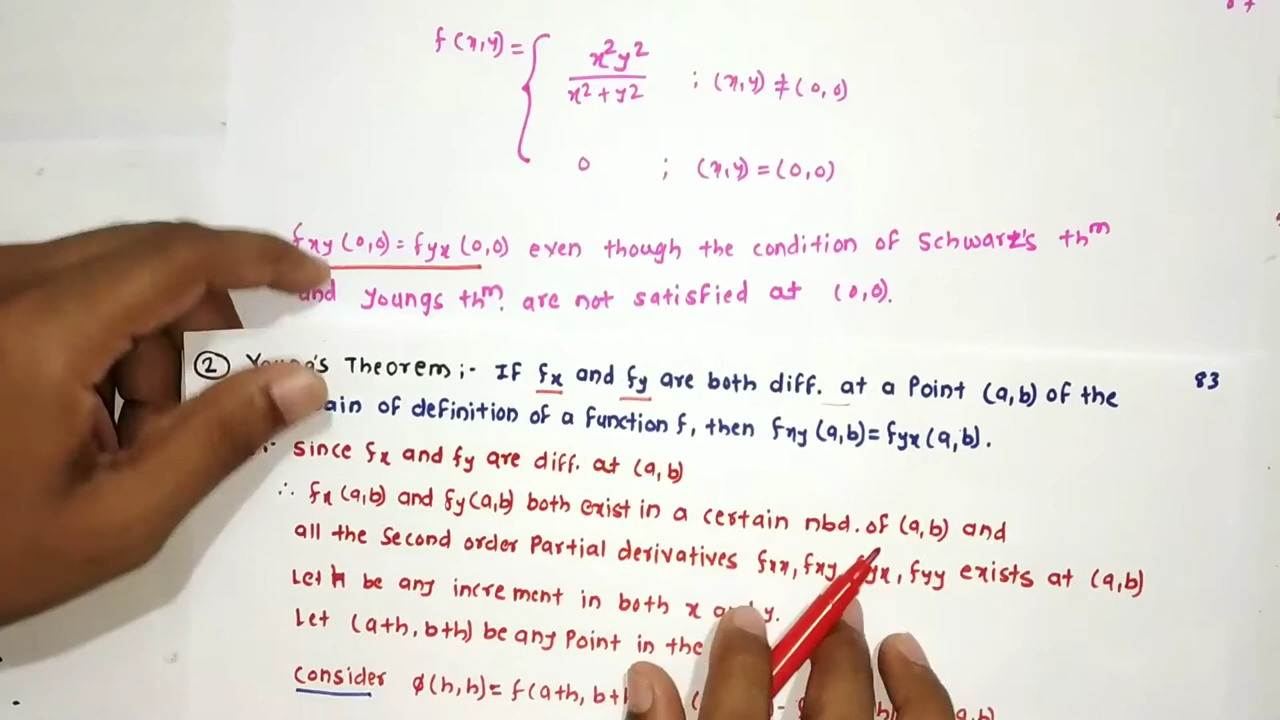 f(x,y) = { x²y² / x² + y² ; (x,y) ≠ (0,0)
0 ; (x,y) = (0,0)
fxy (0,0) = fyx (0,0) even though the condition of Schwartz's thm
and Youngs thm. are not satisfied at (0,0).
② Young's Theorem :- If fx and fy are both diff. at a Point (a,b) of the 83
of definition of a function f, then fxy (a,b) = fyx (a,b).
since fx and fy are diff. at (a,b)
∴ fx (a,b) and fy (a,b) both exist in a certain nbd. of (a,b) and
all the second order Partial derivatives fxx, fxy, fyx, fyy exists at (a,b)
Let h be any increment in both x and y.
Let (a+h, b+h) be any Point in the
Consider ϕ(h,h) = f(a+h, b+h